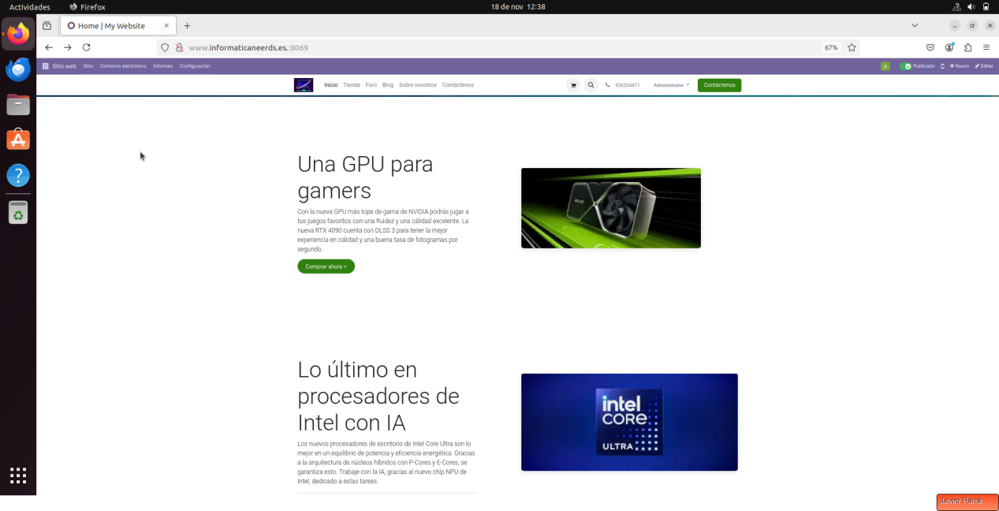 Actividades Firefox 18 de nov 12:38
Home | My Website
www.informaticaneerds.es.:8069 67%
Sitio web Sitio Comercio electrónico Informes Configuración A Publicado +Nuevo Editar
Inicio Tienda Foro Blog Sobre nosotros Contáctenos 926334411 Administrator Contáctenos
Una GPU para
gamers
Con la nueva GPU más tope de gama de NVIDIA podrás jugar a
tus juegos favoritos con una fluidez y una cálidad excelente. La
nueva RTX 4090 cuenta con DLSS 3 para tener la mejor
experiencia en calidad y una buena tasa de fotogramas por
segundo.
Comprar ahora >
Lo último en
procesadores de
Intel con IA
intel
CORE
ULTRA
Los nuevos procesadores de escritorio de Intel Core Ultra son lo
mejor en un equilibrio de potencia y eficiencia energética. Gracias
a la arquitectura de núcleos híbridos con P-Cores y E-Cores, se
garantiza esto. Trabaje con la IA, gracias al nuevo chip NPU de
Intel, dedicado a estas tareas.
Javier Parra